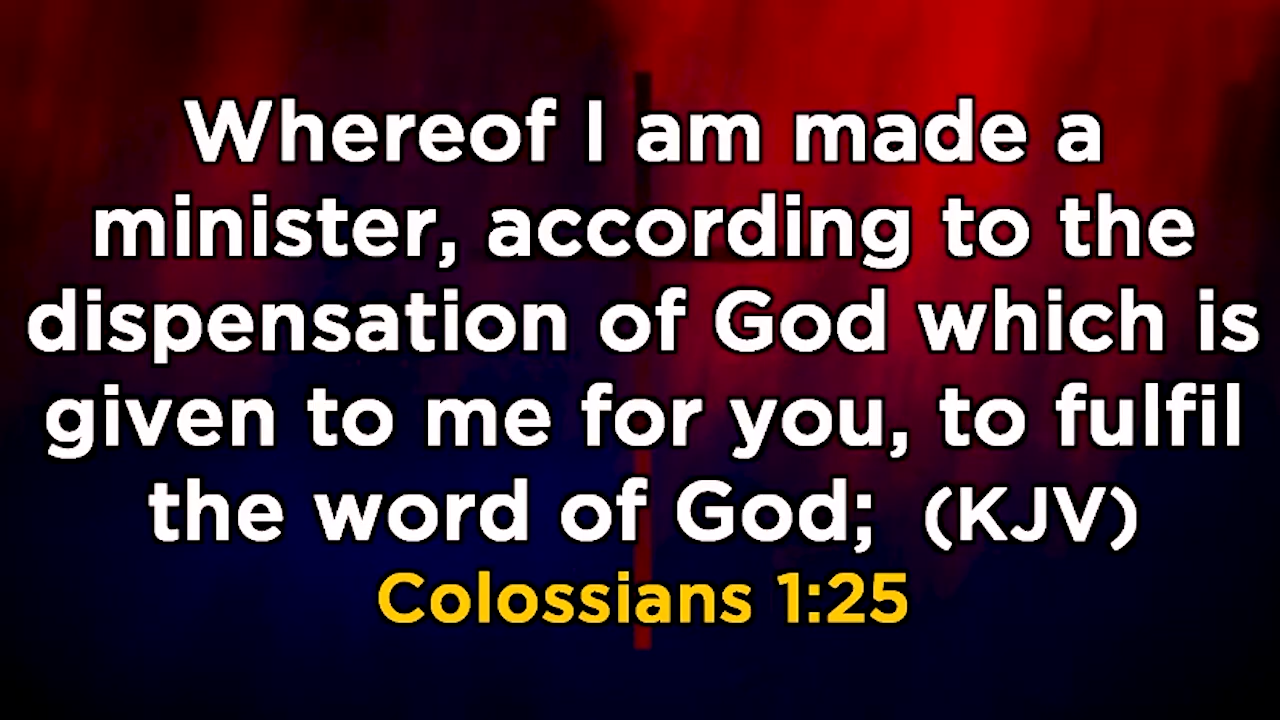 Whereof I am made a
minister, according to the
dispensation of God which is
given to me for you, to fulfil
the word of God; (KJV)
Colossians 1:25